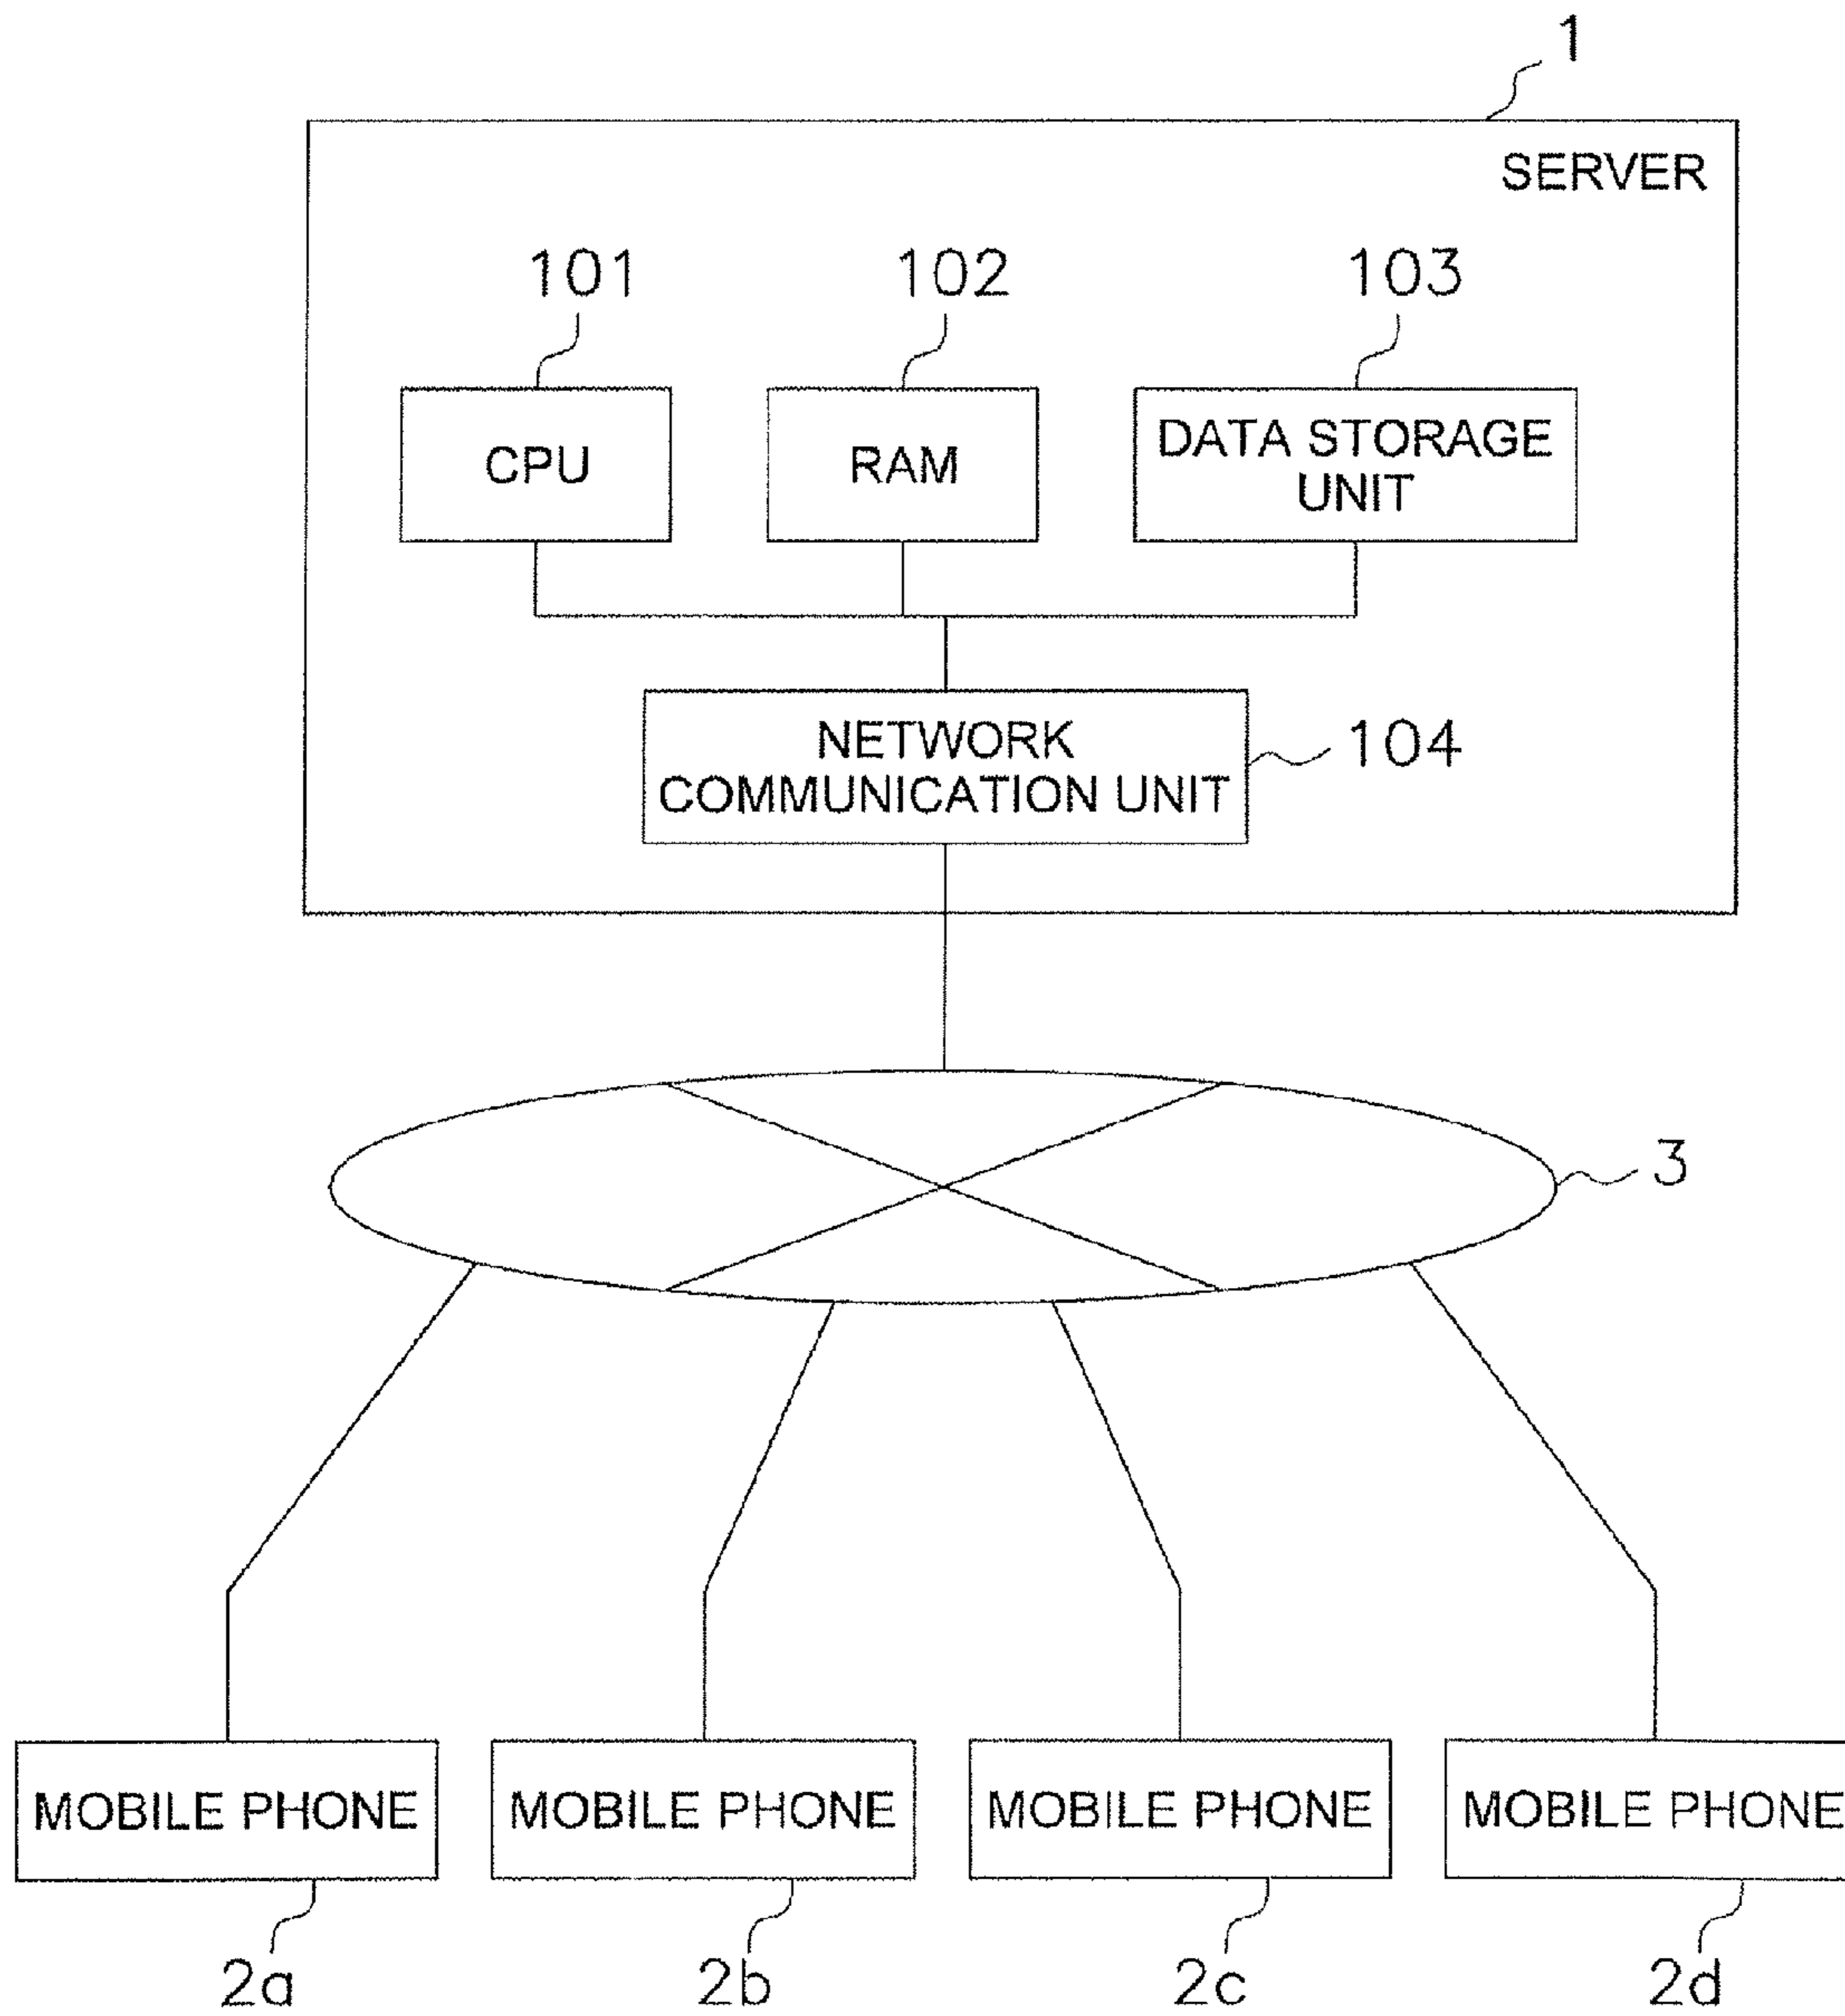 1
SERVER
101
102
103
CPU
RAM
DATA STORAGE
UNIT
NETWORK
COMMUNICATION UNIT
104
3
MOBILE PHONE
MOBILE PHONE
MOBILE PHONE
MOBILE PHONE
2a
2b
2c
2d